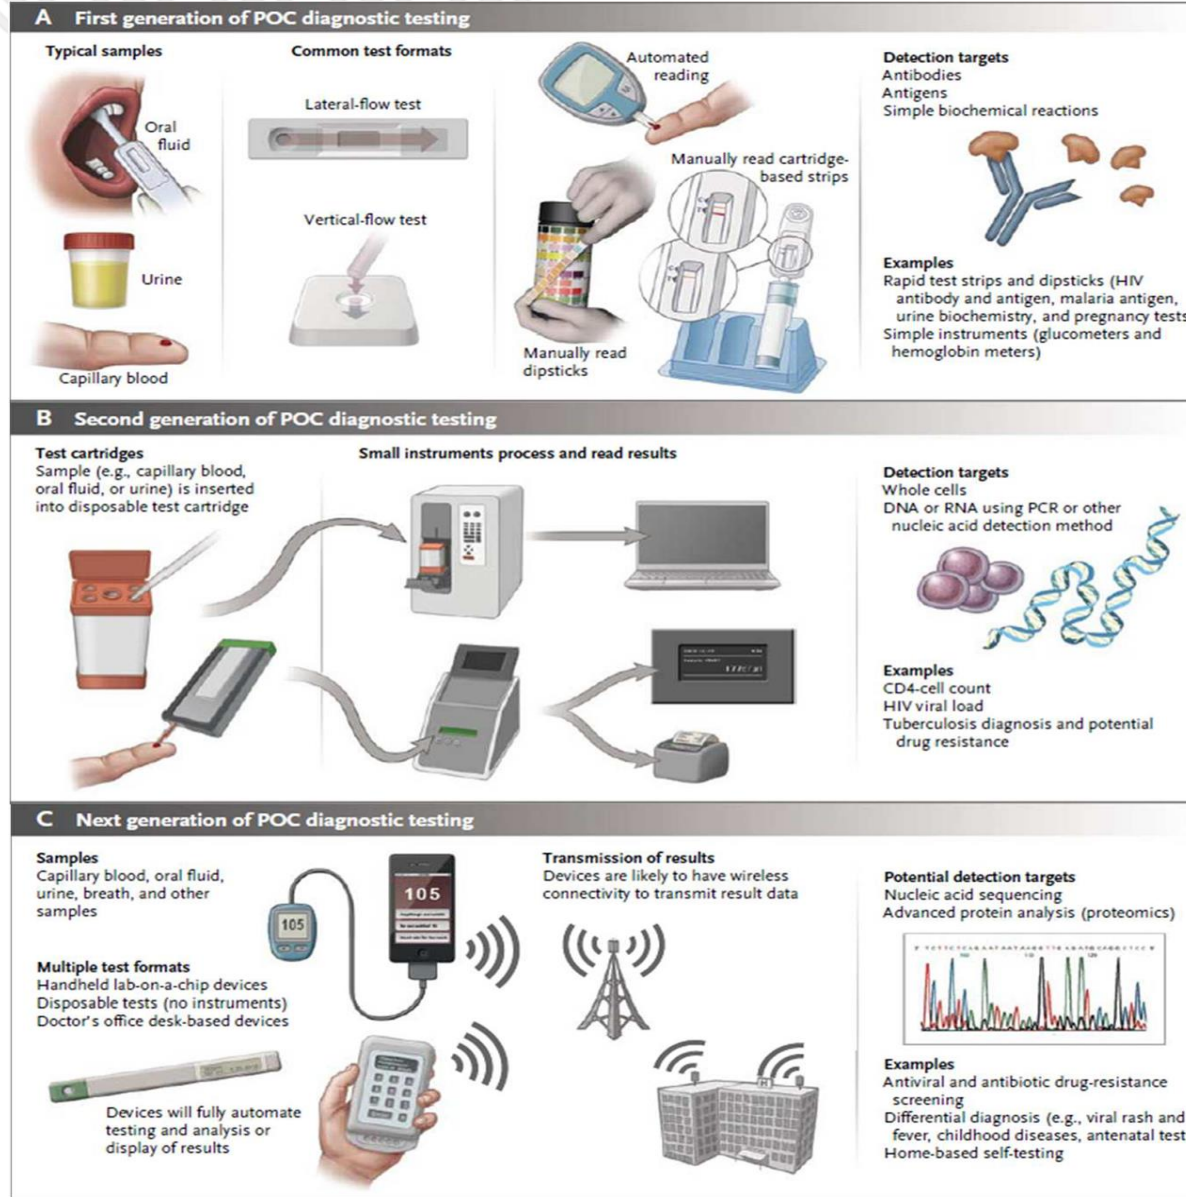 A First generation of POC diagnostic testing
Typical samples
Oral
fluid
Urine
Capillary blood
Common test formats
Lateral-flow test
Vertical-flow test
Automated
reading
Manually read cartridge-
based strips
Manually read
dipsticks
Detection targets
Antibodies
Antigens
Simple biochemical reactions
Examples
Rapid test strips and dipsticks (HIV
antibody and antigen, malaria antigen,
urine biochemistry, and pregnancy tests
Simple instruments (glucometers and
hemoglobin meters)
B Second generation of POC diagnostic testing
Test cartridges
Sample (e.g., capillary blood,
oral fluid, or urine) is inserted
into disposable test cartridge
Small instruments process and read results
Detection targets
Whole cells
DNA or RNA using PCR or other
nucleic acid detection method
Examples
CD4-cell count
HIV viral load
Tuberculosis diagnosis and potential
drug resistance
C Next generation of POC diagnostic testing
Samples
Capillary blood, oral fluid,
urine, breath, and other
samples
Multiple test formats
Handheld lab-on-a-chip devices
Disposable tests (no instruments)
Doctor's office desk-based devices
Devices will fully automate
testing and analysis or
display of results
105
105
Transmission of results
Devices are likely to have wireless
connectivity to transmit result data
H
Potential detection targets
Nucleic acid sequencing
Advanced protein analysis (proteomics)
Examples
Antiviral and antibiotic drug-resistance
screening
Differential diagnosis (e.g., viral rash and
fever, childhood diseases, antenatal test
Home-based self-testing